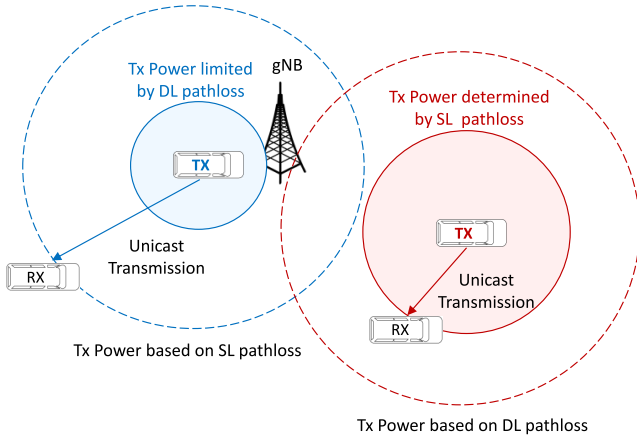 Tx Power limited
by DL pathloss
gNB
TX
Unicast
Transmission
RX
Tx Power based on SL pathloss
Tx Power determined
by SL pathloss
TX
Unicast
Transmission
RX
Tx Power based on DL pathloss